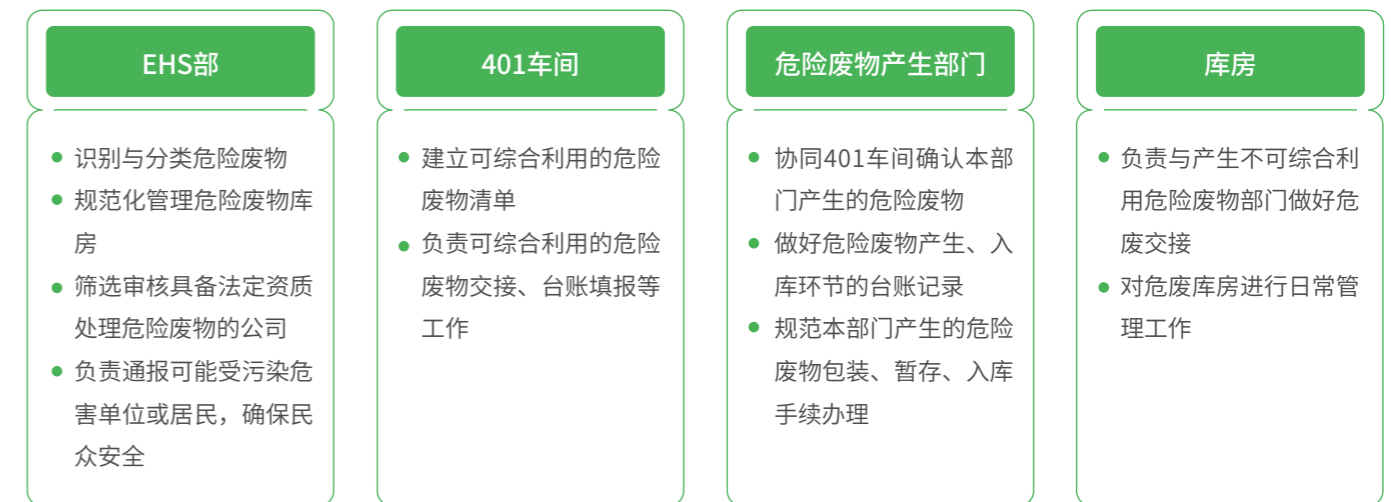 EHS部
识别与分类危险废物
规范化管理危险废物库
房
筛选审核具备法定资质
处理危险废物的公司
负责通报可能受污染危
害单位或居民，确保民
众安全
401车间
建立可综合利用的危险
废物清单
负责可综合利用的危险
废物交接、台账填报等
工作
危险废物产生部门
协同401车间确认本部
门产生的危险废物
做好危险废物产生、入
库环节的台账记录
规范本部门产生的危险
废物包装、暂存、入库
手续办理
库房
负责与产生不可综合利
用危险废物部门做好危
废交接
对危废库房进行日常管
理工作